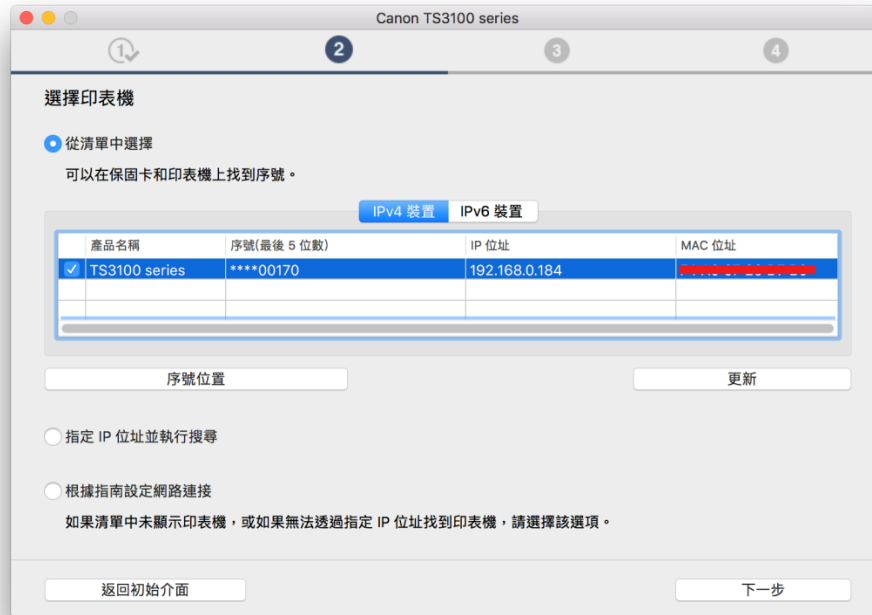 Canon TS3100 series
1 2 3 4
選擇印表機
從清單中選擇
可以在保固卡和印表機上找到序號。
IPv4 裝置 IPv6 裝置
產品名稱 序號(最後 5 位數) IP 位址 MAC 位址
TS3100 series ****00170 192.168.0.184
序號位置 更新
指定 IP 位址並執行搜尋
根據指南設定網路連接
如果清單中未顯示印表機，或如果無法透過指定 IP 位址找到印表機，請選擇該選項。
返回初始介面 下一步